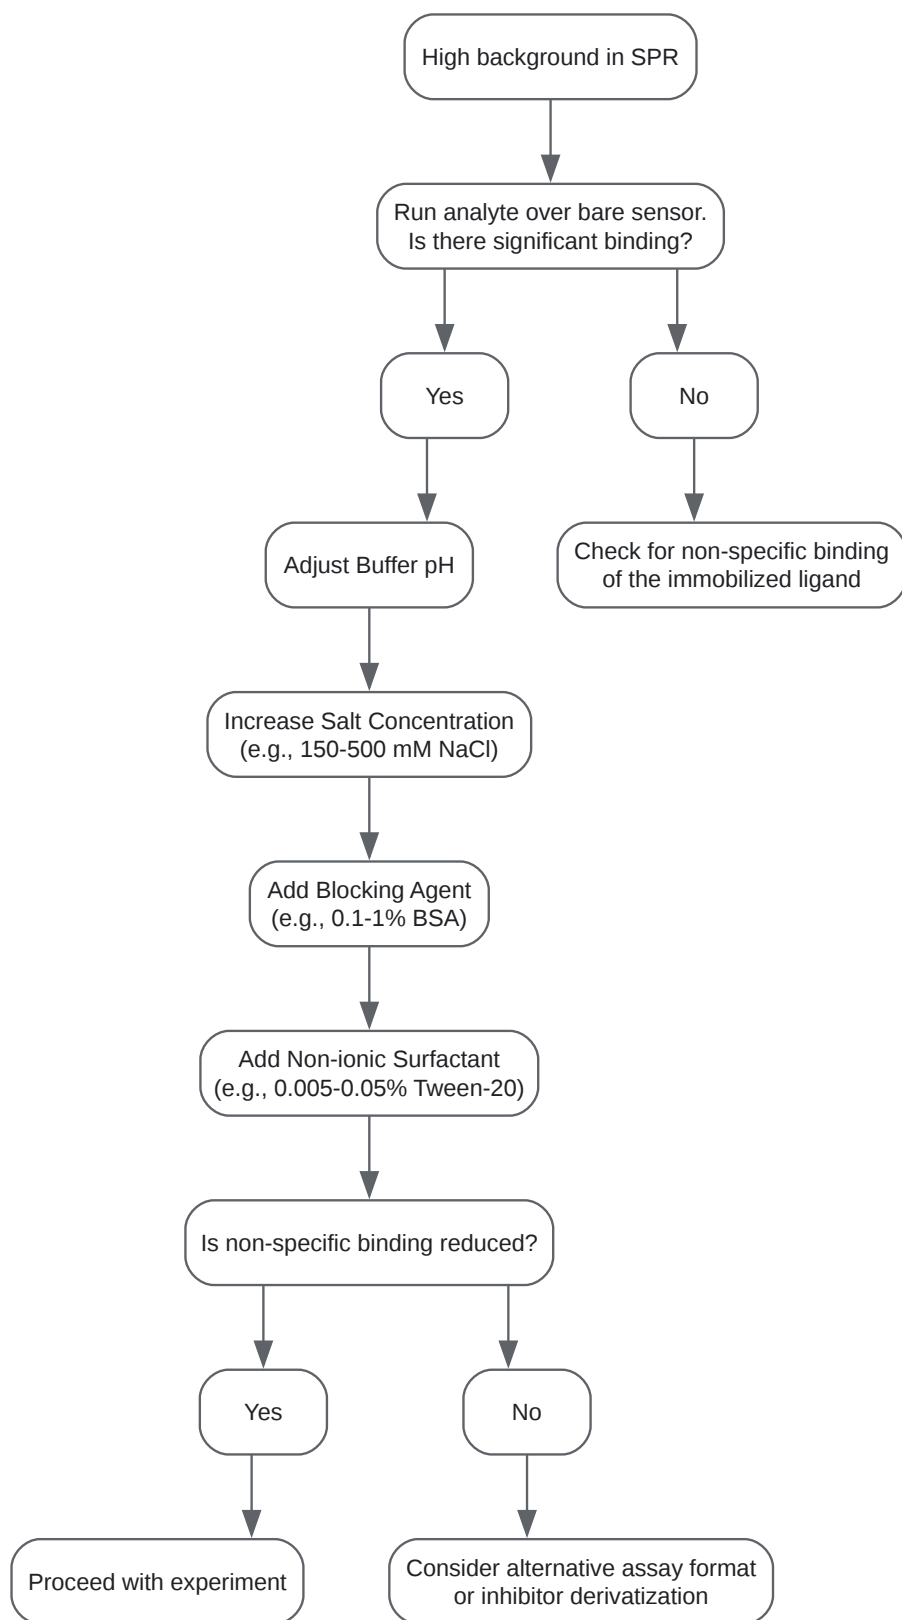 High background in SPR
Run analyte over bare sensor.
Is there significant binding?
Yes
No
Adjust Buffer pH
Check for non-specific binding
of the immobilized ligand
Increase Salt Concentration
(e.g., 150-500 mM NaCl)
Add Blocking Agent
(e.g., 0.1-1% BSA)
Add Non-ionic Surfactant
(e.g., 0.005-0.05% Tween-20)
Is non-specific binding reduced?
Yes
No
Proceed with experiment
Consider alternative assay format
or inhibitor derivatization